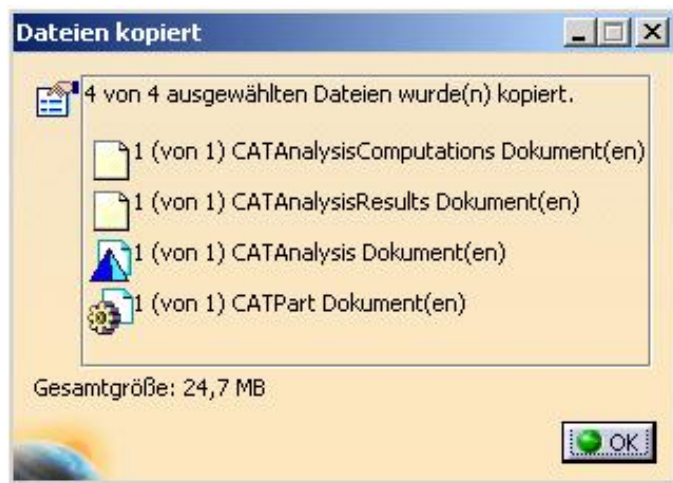 Dateien kopiert
4 von 4 ausgewählten Dateien wurde(n) kopiert.
1 (von 1) CATAnalysisComputations Dokument(en)
1 (von 1) CATAnalysisResults Dokument(en)
1 (von 1) CATAnalysis Dokument(en)
1 (von 1) CATPart Dokument(en)
Gesamtgröße: 24,7 MB
OK